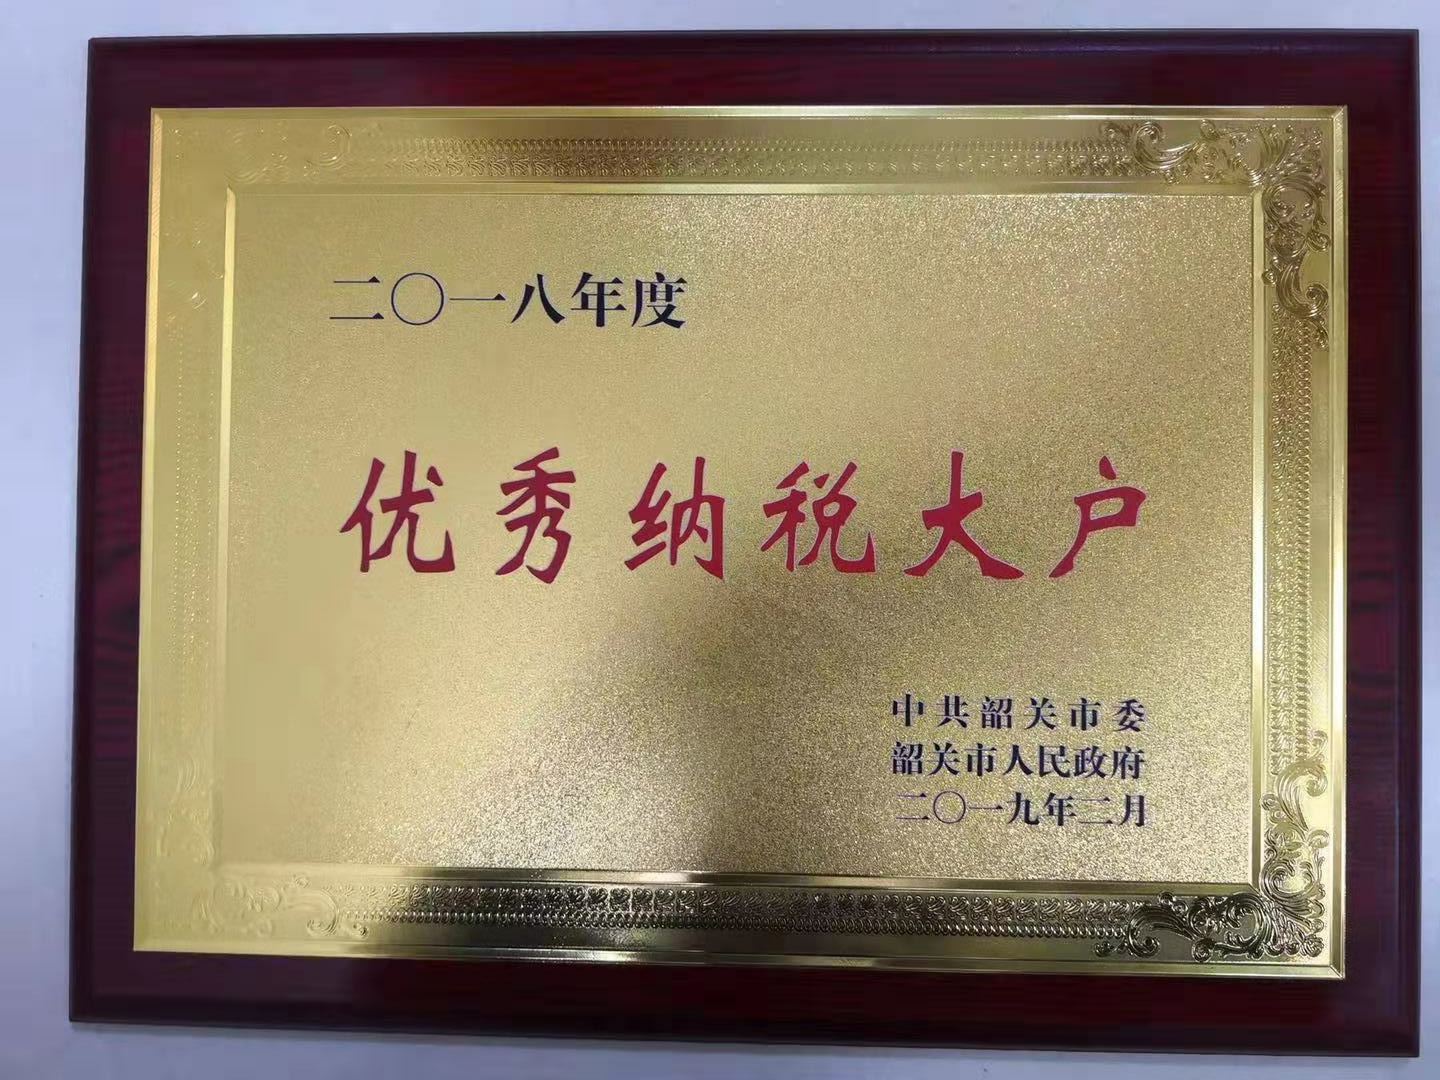 二〇一八年度
优秀纳税大户
中共韶关市委
韶关市人民政府
二〇一九年二月